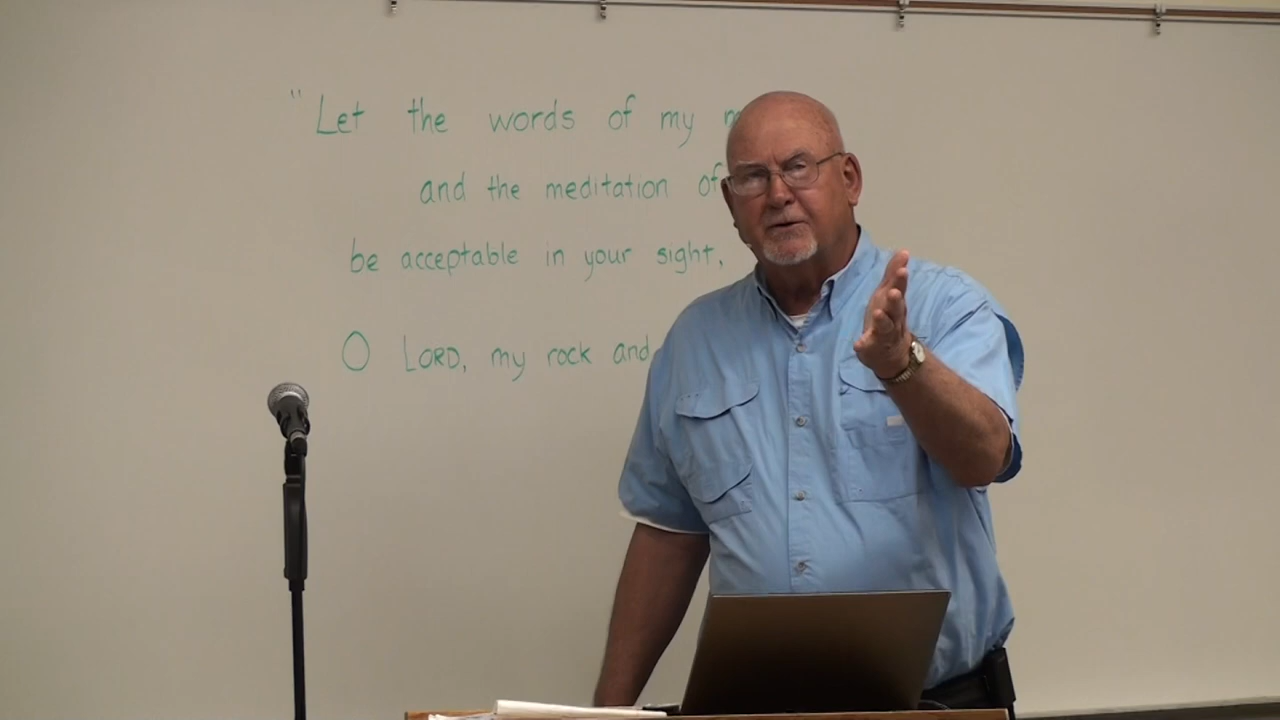 "Let the words of my
and the meditation of
be acceptable in your sight,
O LORD, my rock and